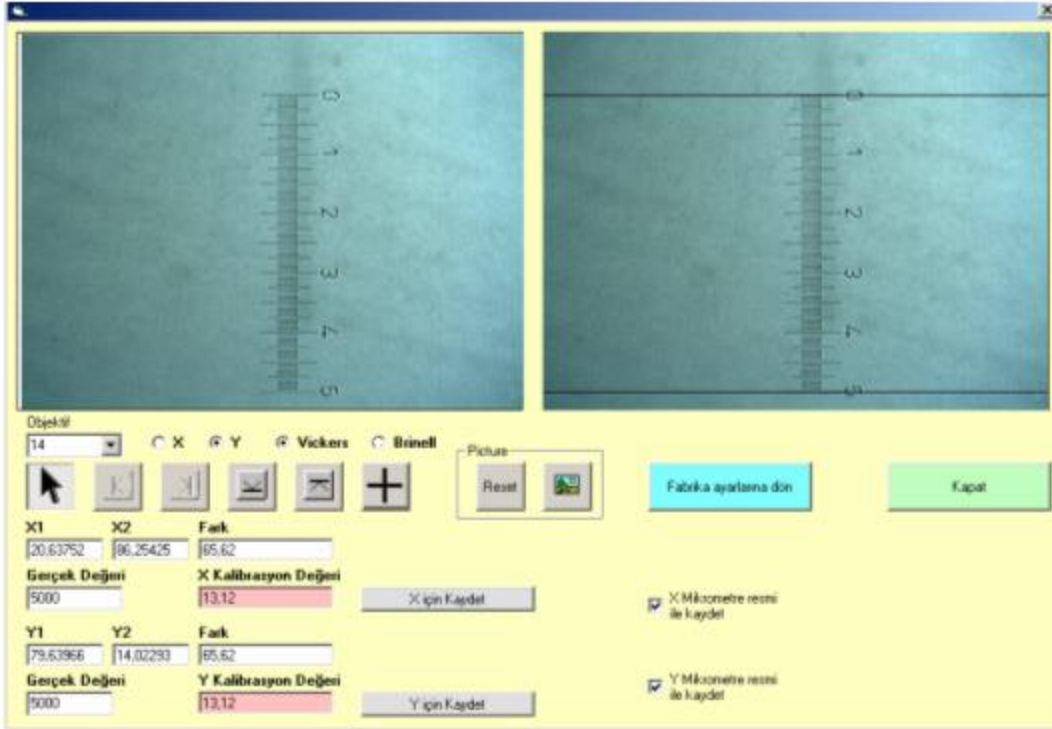 0
1
2
3
4
5
0
1
2
3
4
5
Objektif
14
X
Y
Vickers
Brinell
Picture
Reset
Fabrika ayarlarına dön
Kapat
X1 X2 Fark
20,63752 86,25425 65,62
Gerçek Değeri X Kalibrasyon Değeri
5000 13,12 X için Kaydet
X Mikrometre resmi
ile kaydet
Y1 Y2 Fark
79,63966 14,02293 65,62
Gerçek Değeri Y Kalibrasyon Değeri
5000 13,12 Y için Kaydet
Y Mikrometre resmi
ile kaydet